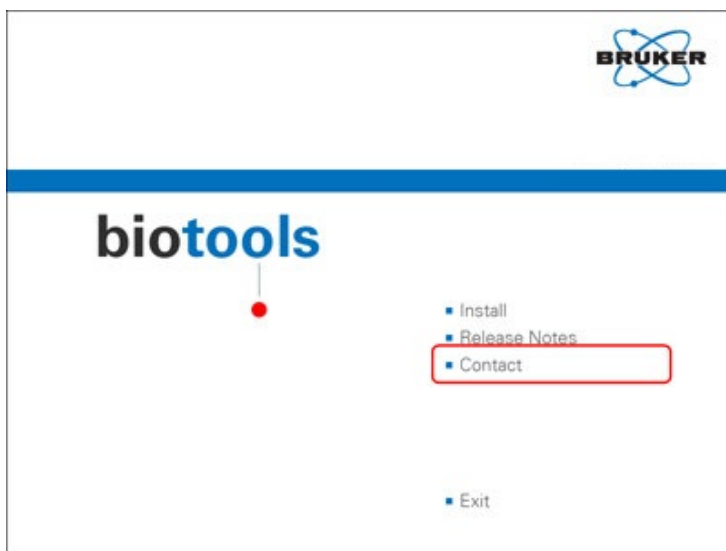 BRUKER
biotools
Install
Release Notes
Contact
Exit